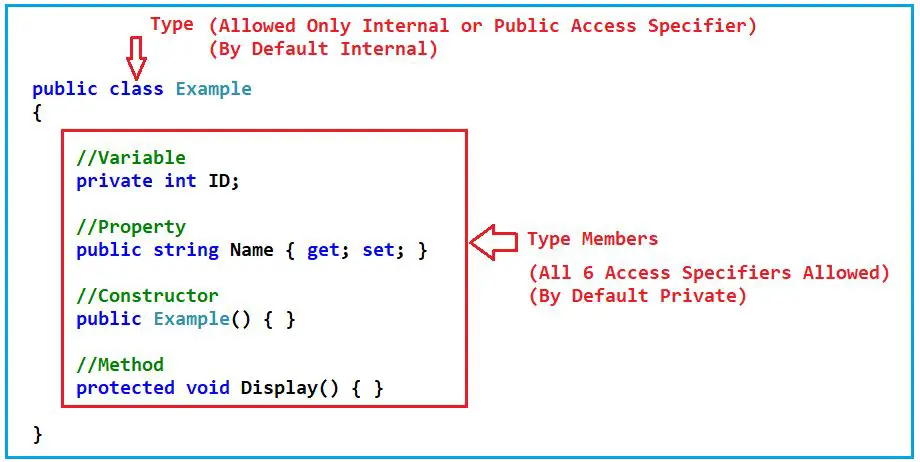 Type (Allowed Only Internal or Public Access Specifier)
(By Default Internal)
public class Example
{
//Variable
private int ID;
//Property
public string Name { get; set; }
Type Members
(All 6 Access Specifiers Allowed)
(By Default Private)
//Constructor
public Example() { }
//Method
protected void Display() { }
}